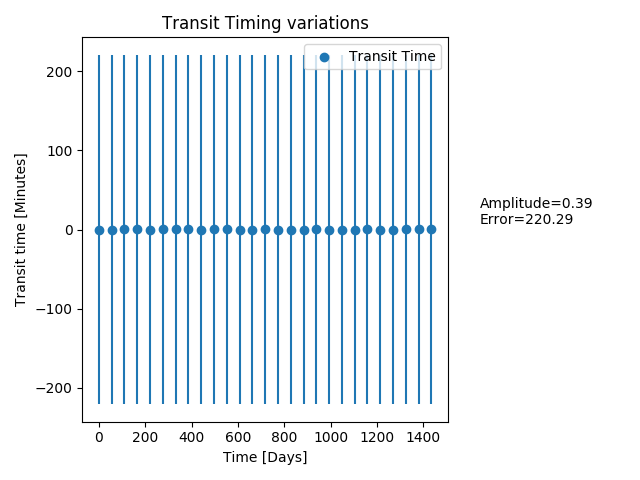 Transit Timing variations
Transit Time
200
100
0
−100
−200
Transit time [Minutes]
0 200 400 600 800 1000 1200 1400
Time [Days]
Amplitude=0.39
Error=220.29